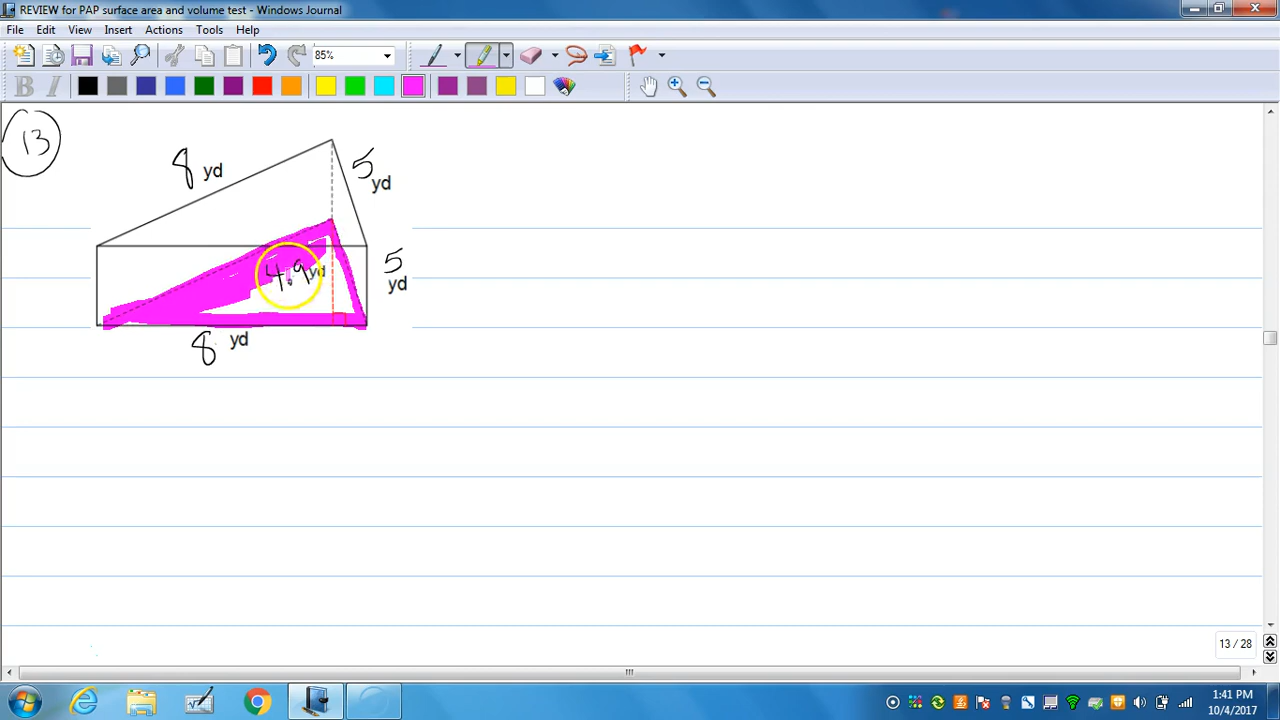 REVIEW for PAP surface area and volume test - Windows Journal
File Edit View Insert Actions Tools Help
85%
B I
13
8 yd
5 yd
4.9 yd
5 yd
8 yd
13 / 28
1:41 PM
10/4/2017